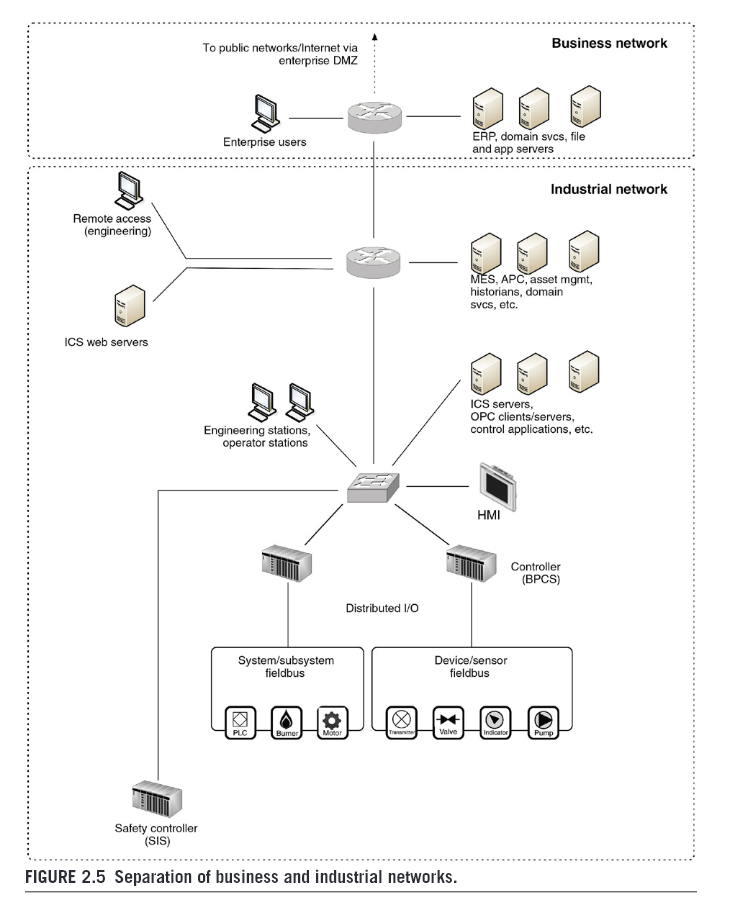 To public networks/Internet via
enterprise DMZ
Business network
Enterprise users
ERP, domain svcs, file
and app servers
Industrial network
Remote access
(engineering)
MES, APC, asset mgmt,
historians, domain
svcs, etc.
ICS web servers
ICS servers,
OPC clients/servers,
control applications, etc.
Engineering stations,
operator stations
HMI
Controller
(BPCS)
Distributed I/O
System/subsystem
fieldbus
Device/sensor
fieldbus
PLC
Burner
Motor
Transmitter
Valve
Indicator
Pump
Safety controller
(SIS)
FIGURE 2.5 Separation of business and industrial networks.